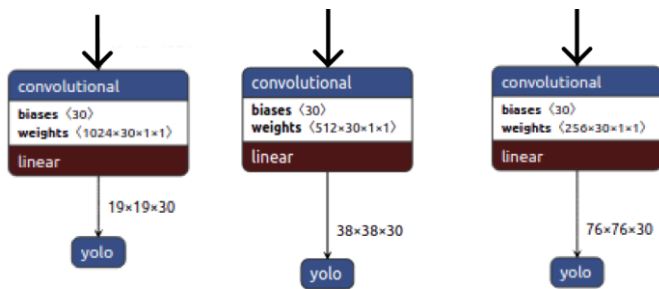 convolutional
biases 〈30〉
weights 〈1024×30×1×1〉
linear
19×19×30
yolo
convolutional
biases 〈30〉
weights 〈512×30×1×1〉
linear
38×38×30
yolo
convolutional
biases 〈30〉
weights 〈256×30×1×1〉
linear
76×76×30
yolo